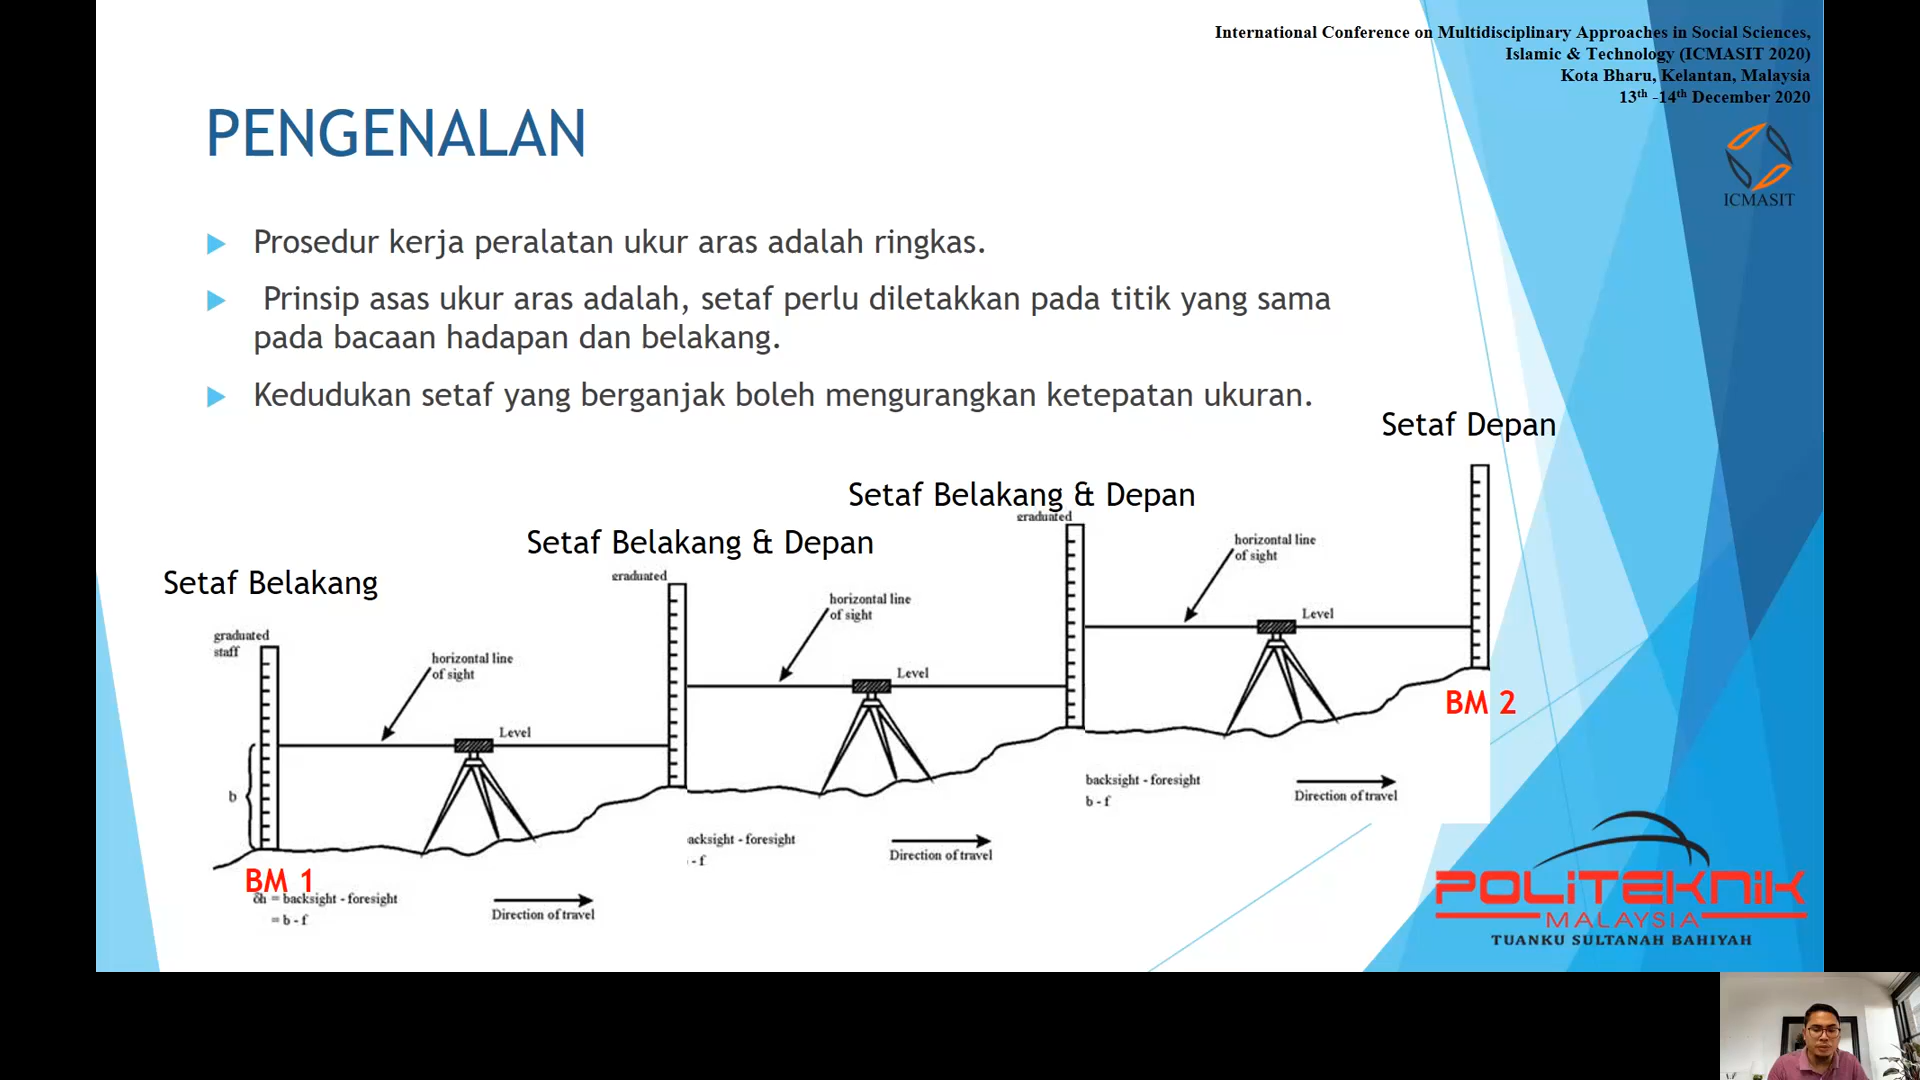 International Conference on Multidisciplinary Approaches in Social Sciences,
Islamic & Technology (ICMASIT 2020)
Kota Bharu, Kelantan, Malaysia
13th -14th December 2020
ICMASIT
PENGENALAN
Prosedur kerja peralatan ukur aras adalah ringkas.
Prinsip asas ukur aras adalah, setaf perlu diletakkan pada titik yang sama
pada bacaan hadapan dan belakang.
Kedudukan setaf yang berganjak boleh mengurangkan ketepatan ukuran.
Setaf Depan
Setaf Belakang & Depan
graduated
Setaf Belakang & Depan
graduated
Setaf Belakang
graduated
staff
horizontal line
of sight
Level
horizontal line
of sight
Level
horizontal line
of sight
Level
b
BM 1
BM 2
δh = backsight - foresight
= b - f
Direction of travel
acksight - foresight
- f
Direction of travel
backsight - foresight
b - f
Direction of travel
POLITEKNIK
MALAYSIA
TUANKU SULTANAH BAHIYAH